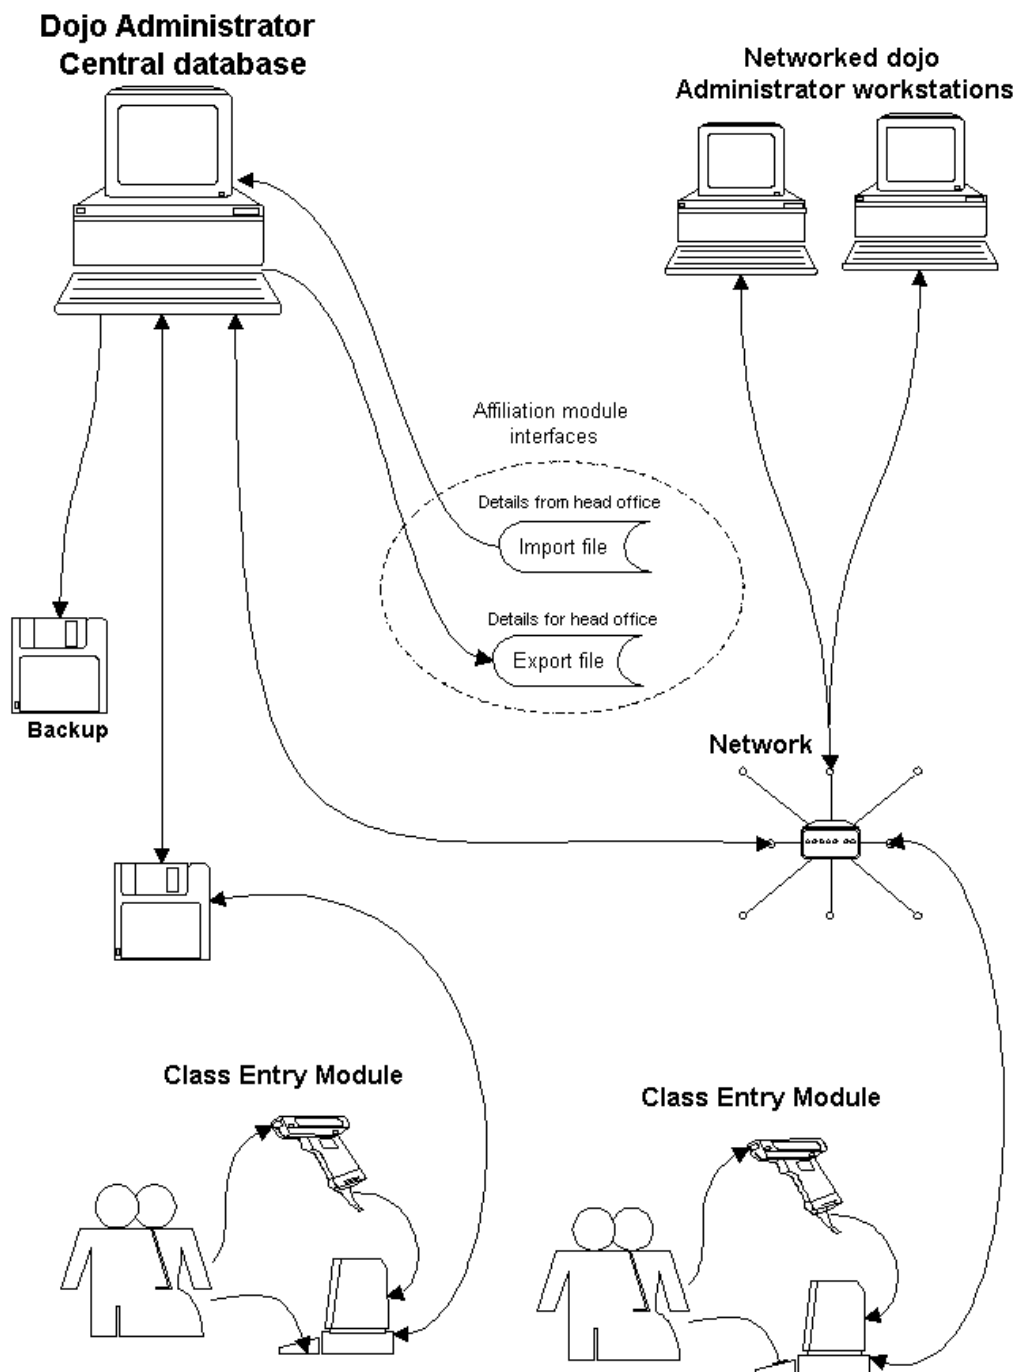 Dojo Administrator
Central database
Networked dojo
Administrator workstations
Affiliation module
interfaces
Details from head office
Import file
Details for head office
Export file
Backup
Network
Class Entry Module
Class Entry Module